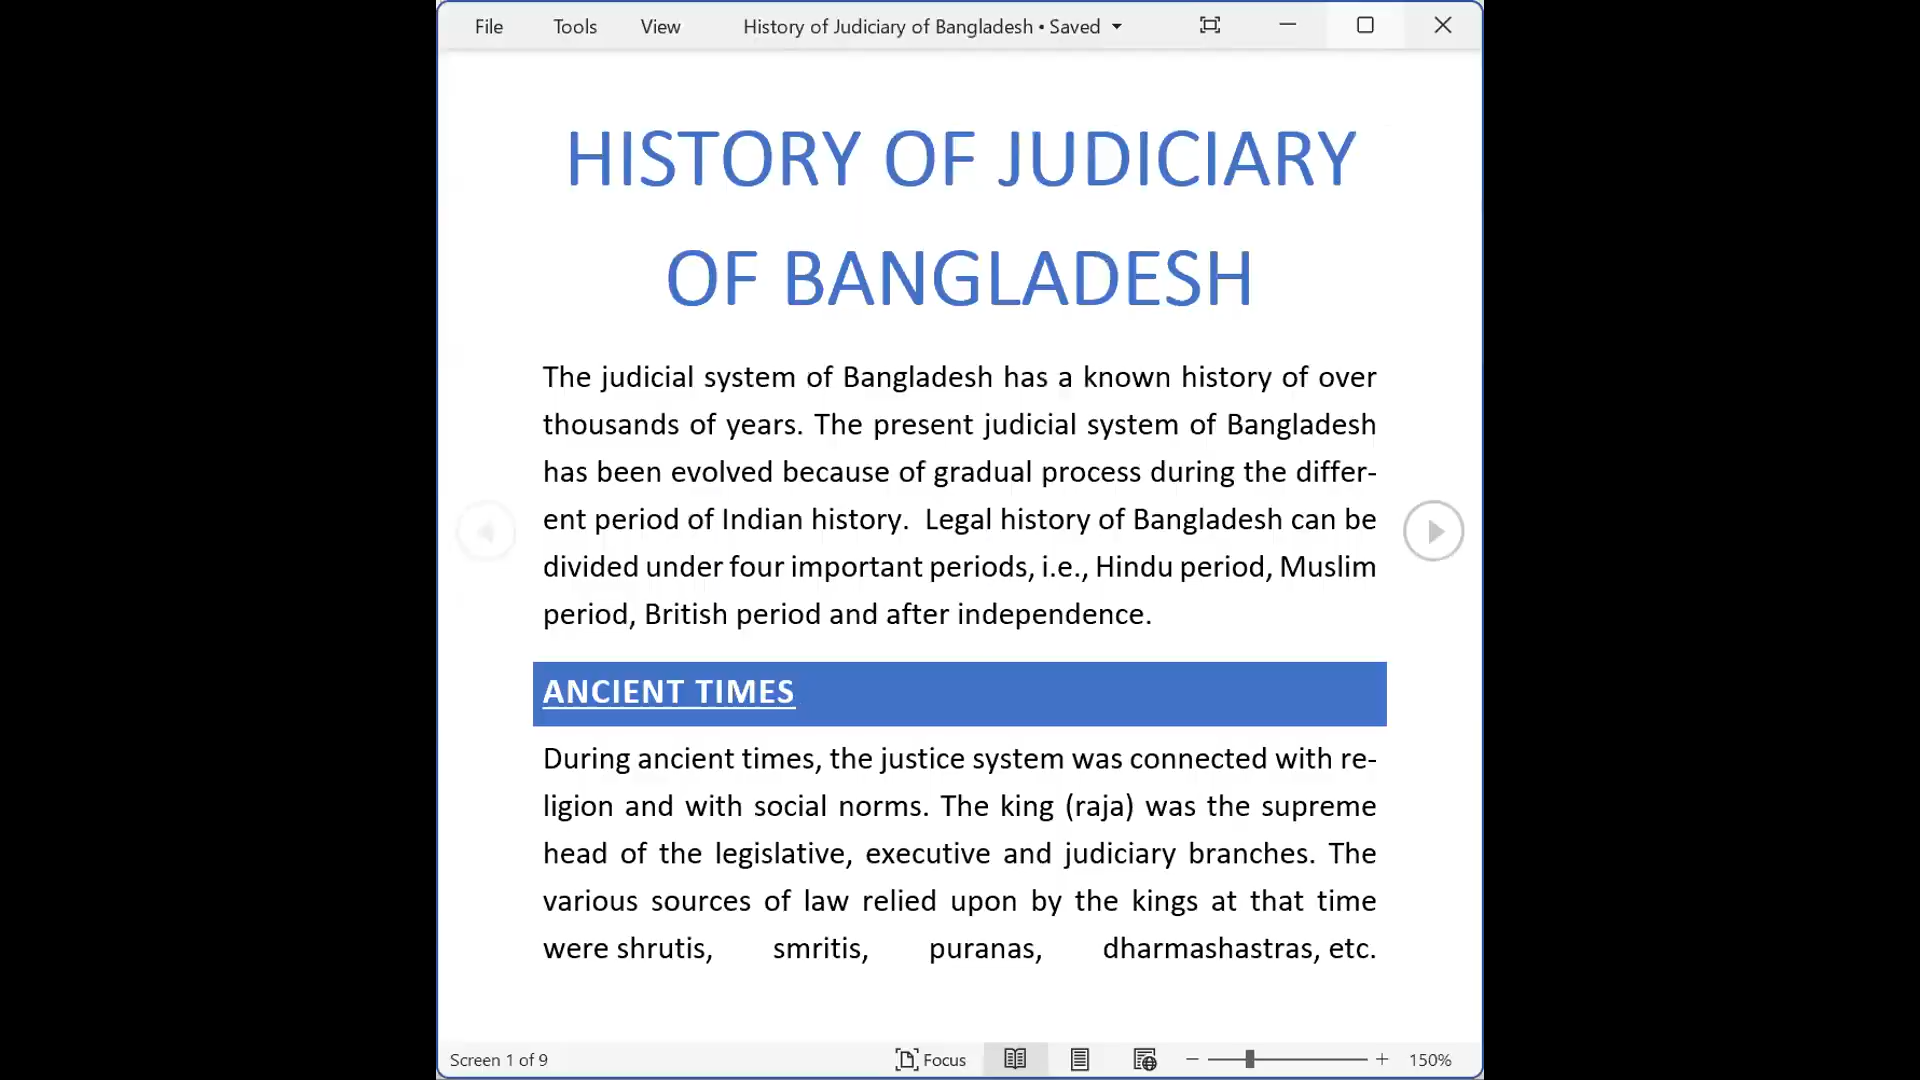 File Tools View History of Judiciary of Bangladesh • Saved
HISTORY OF JUDICIARY
OF BANGLADESH
The judicial system of Bangladesh has a known history of over
thousands of years. The present judicial system of Bangladesh
has been evolved because of gradual process during the differ-
ent period of Indian history. Legal history of Bangladesh can be
divided under four important periods, i.e., Hindu period, Muslim
period, British period and after independence.
ANCIENT TIMES
During ancient times, the justice system was connected with re-
ligion and with social norms. The king (raja) was the supreme
head of the legislative, executive and judiciary branches. The
various sources of law relied upon by the kings at that time
were shrutis, smritis, puranas, dharmashastras, etc.
Screen 1 of 9 Focus 150%